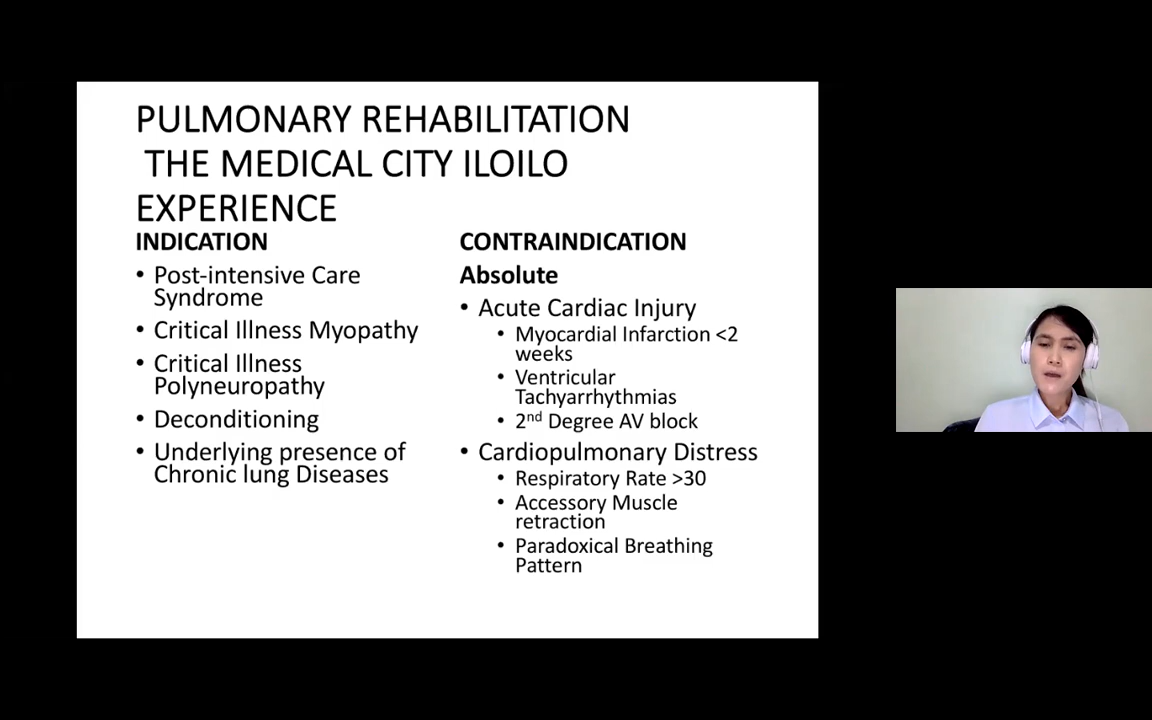 PULMONARY REHABILITATION
THE MEDICAL CITY ILOILO
EXPERIENCE
INDICATION
• Post-intensive Care
Syndrome
• Critical Illness Myopathy
• Critical Illness
Polyneuropathy
• Deconditioning
• Underlying presence of
Chronic lung Diseases
CONTRAINDICATION
Absolute
• Acute Cardiac Injury
• Myocardial Infarction <2
weeks
• Ventricular
Tachyarrhythmias
• 2nd Degree AV block
• Cardiopulmonary Distress
• Respiratory Rate >30
• Accessory Muscle
retraction
• Paradoxical Breathing
Pattern